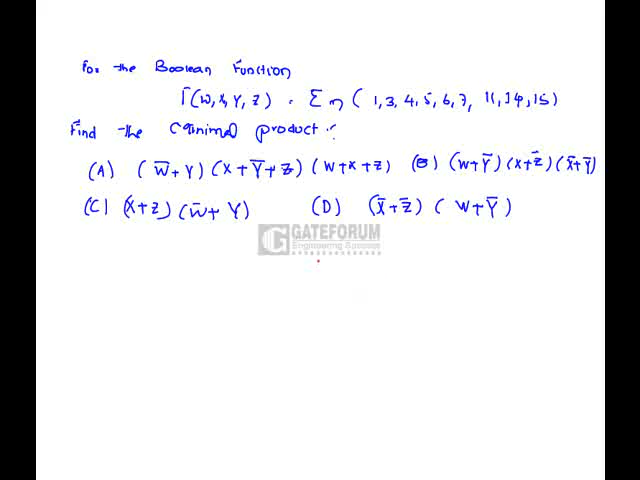 For the Boolean Function
F(W, X, Y, Z) = Σm( 1,3,4,5,6,7, 11,14,15)
Find the minimal product :
(A) (W̅ + Y) (X + Y̅ + Z) (W + X + Z) (B) (W + Y̅) (X + Z̅) (X̅ + Y̅)
(C) (X + Z) (W̅ + Y) (D) (X̅ + Z̅) ( W + Y̅ )
GATEFORUM
Engineering Success